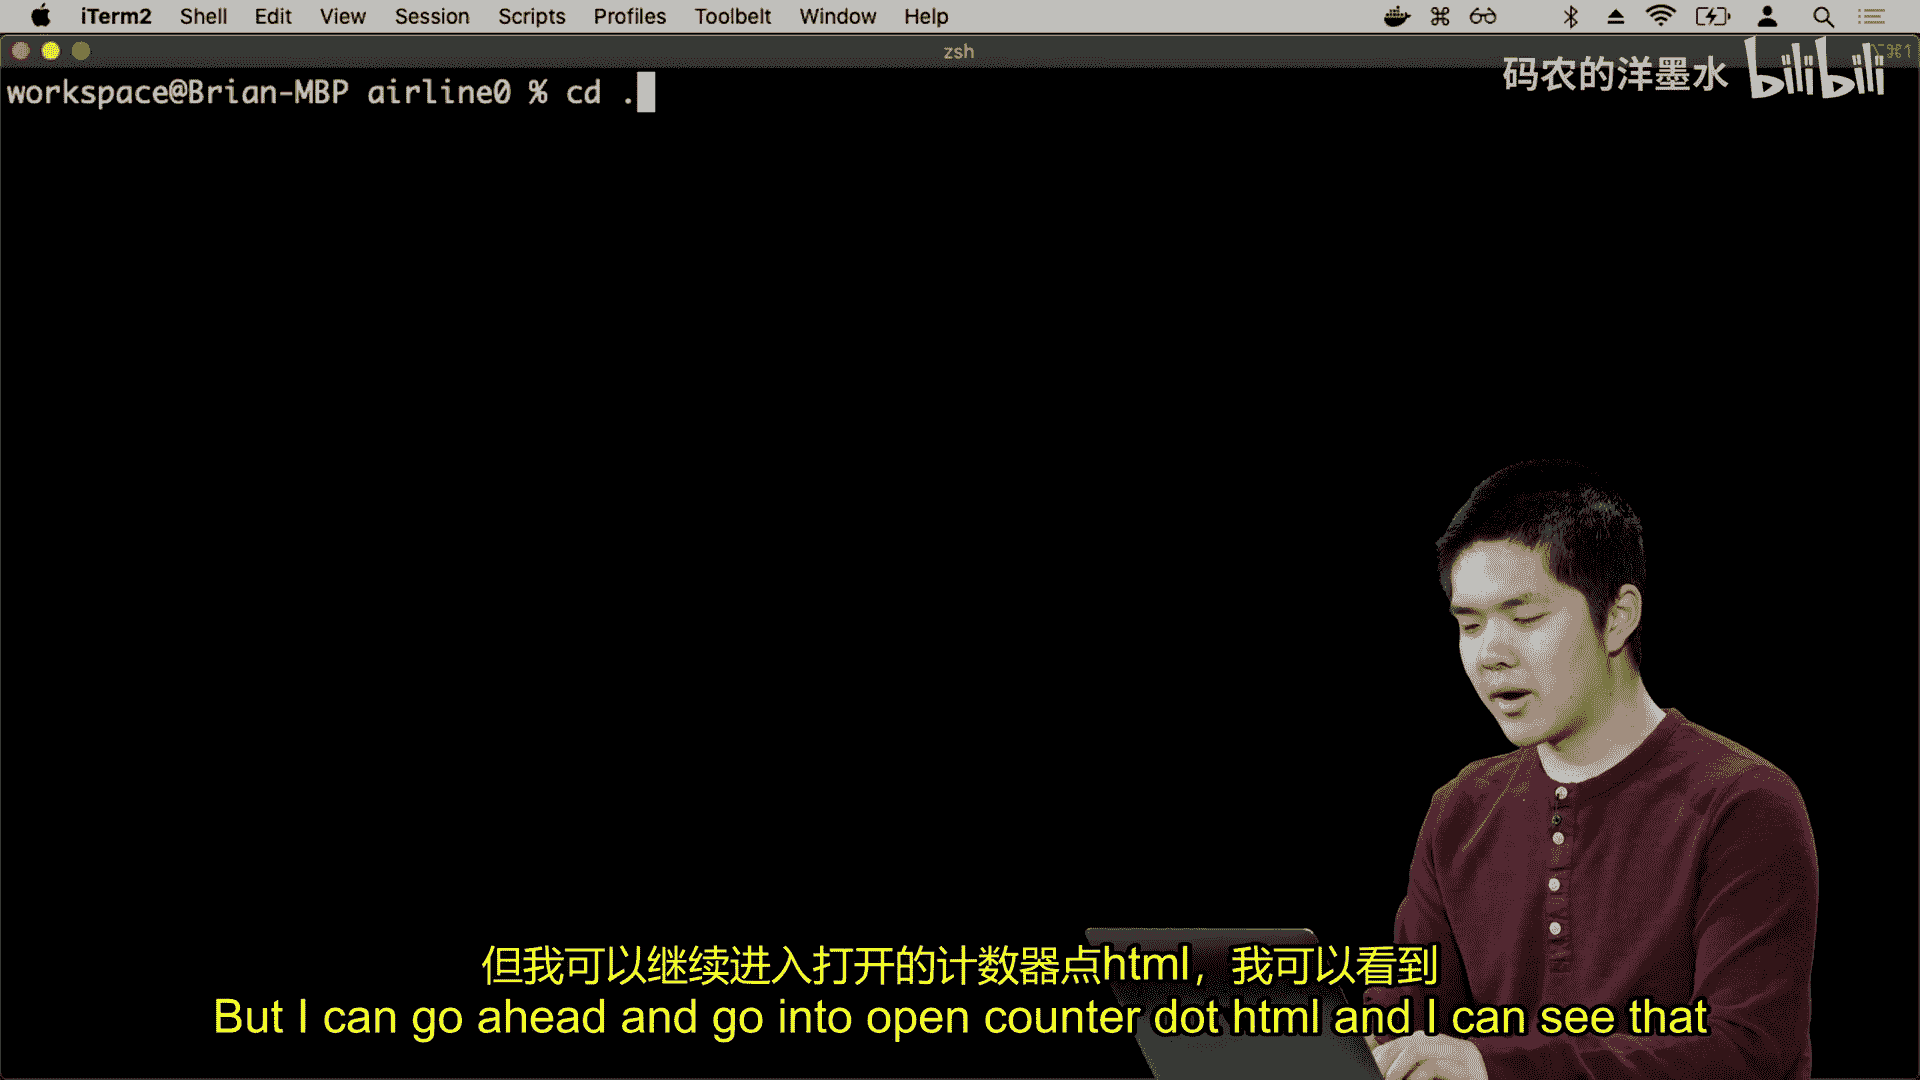 iTerm2 Shell Edit View Session Scripts Profiles Toolbelt Window Help
zsh
⌥⌘1
码农的洋墨水 bilibili
workspace@Brian-MBP airline0 % cd .
但我可以继续进入打开的计数器点html，我可以看到
But I can go ahead and go into open counter dot html and I can see that